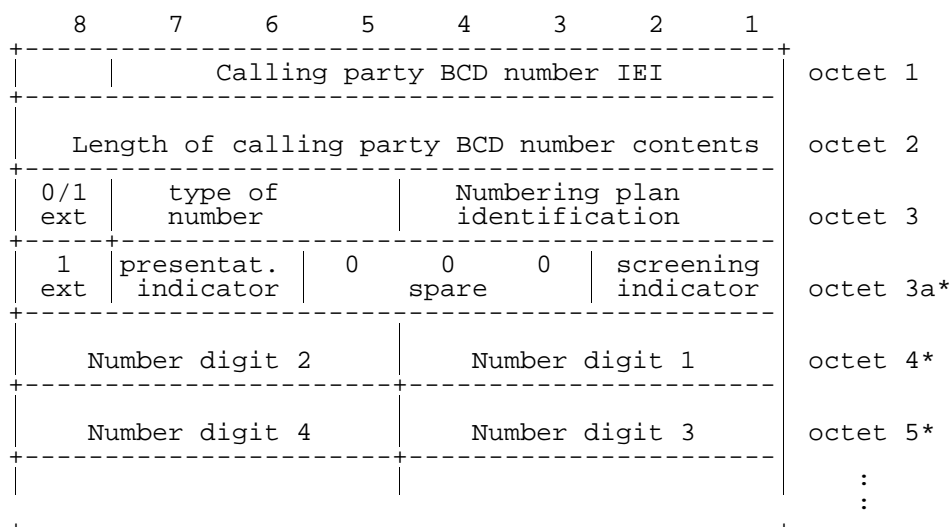 8 7 6 5 4 3 2 1
Calling party BCD number IEI octet 1
Length of calling party BCD number contents octet 2
0/1 type of Numbering plan
ext number identification octet 3
1 presentat. 0 0 0 screening
ext indicator spare indicator octet 3a*
Number digit 2 Number digit 1 octet 4*
Number digit 4 Number digit 3 octet 5*
:
: